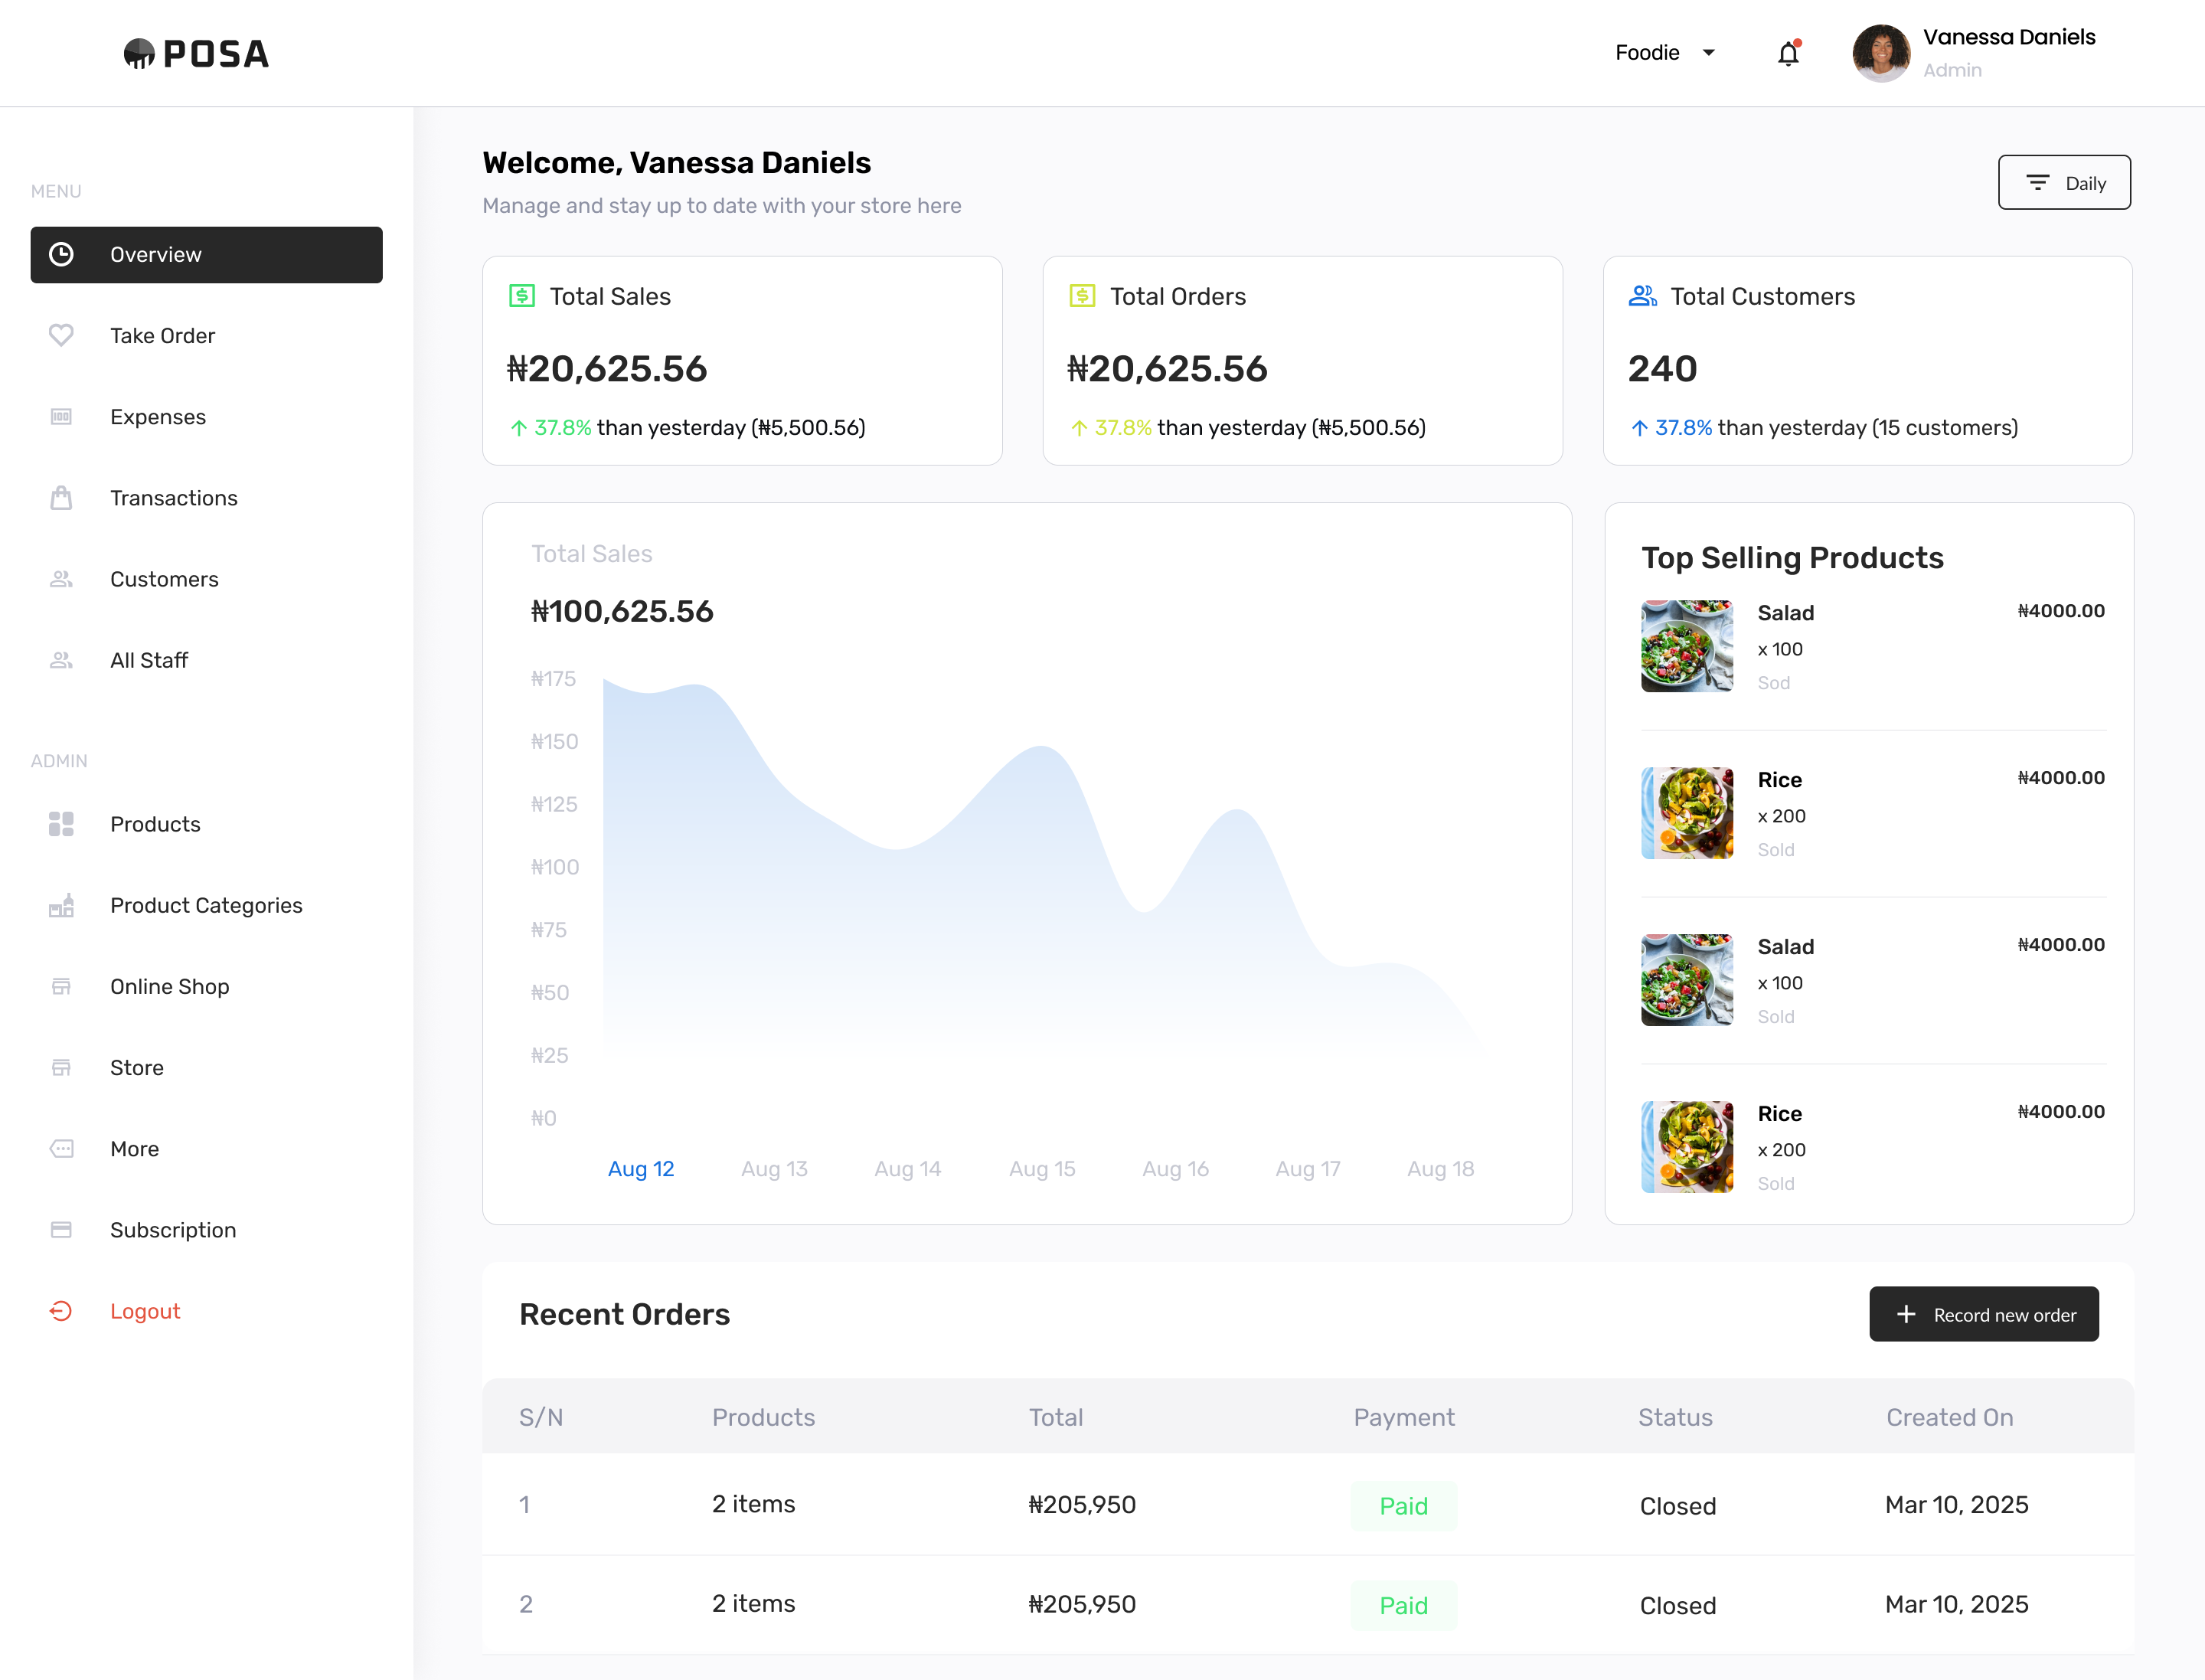 POSA
Foodie
Vanessa Daniels
Admin
MENU
Overview
Take Order
Expenses
Transactions
Customers
All Staff
ADMIN
Products
Product Categories
Online Shop
Store
More
Subscription
Logout
Welcome, Vanessa Daniels
Manage and stay up to date with your store here
Daily
Total Sales
₦20,625.56
37.8% than yesterday (₦5,500.56)
Total Orders
₦20,625.56
37.8% than yesterday (₦5,500.56)
Total Customers
240
37.8% than yesterday (15 customers)
Total Sales
₦100,625.56
₦175
₦150
₦125
₦100
₦75
₦50
₦25
₦0
Aug 12 Aug 13 Aug 14 Aug 15 Aug 16 Aug 17 Aug 18
Top Selling Products
Salad ₦4000.00
x 100
Sod
Rice ₦4000.00
x 200
Sold
Salad ₦4000.00
x 100
Sold
Rice ₦4000.00
x 200
Sold
Recent Orders
Record new order
S/N Products Total Payment Status Created On
1 2 items ₦205,950 Paid Closed Mar 10, 2025
2 2 items ₦205,950 Paid Closed Mar 10, 2025